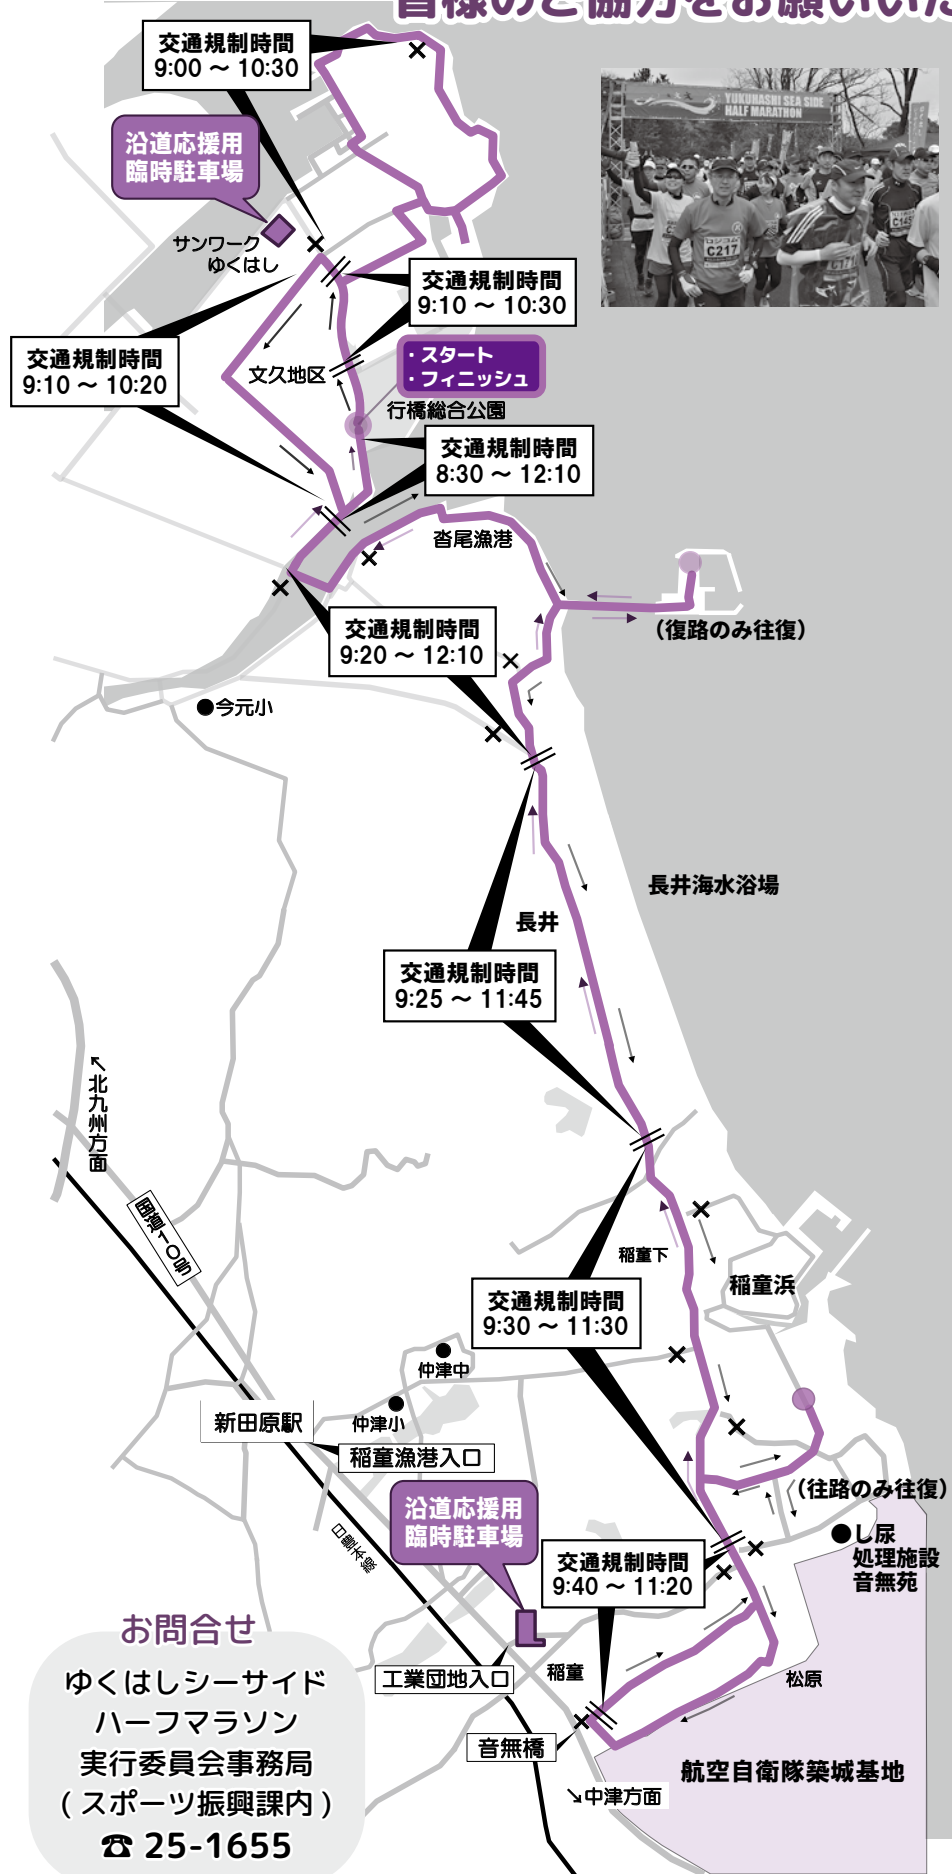 皆様のご協力をお願いいた
交通規制時間
9:00 ～ 10:30
YUKUHASHI SEA SIDE
HALF MARATHON
沿道応援用
臨時駐車場
C217
サンワーク
ゆくはし
交通規制時間
9:10 ～ 10:30
交通規制時間
9:10 ～ 10:20
・スタート
・フィニッシュ
文久地区
行橋総合公園
交通規制時間
8:30 ～ 12:10
沓尾漁港
交通規制時間
9:20 ～ 12:10
（復路のみ往復）
●今元小
長井海水浴場
長井
交通規制時間
9:25 ～ 11:45
↖北九州方面
国道10号
稲童下
稲童浜
交通規制時間
9:30 ～ 11:30
仲津中
仲津小
新田原駅
稲童漁港入口
（往路のみ往復）
沿道応援用
臨時駐車場
日豊本線
●し尿
処理施設
音無苑
交通規制時間
9:40 ～ 11:20
工業団地入口
稲童
松原
音無橋
航空自衛隊築城基地
↘中津方面
お問合せ
ゆくはしシーサイド
ハーフマラソン
実行委員会事務局
( スポーツ振興課内 )
☎ 25-1655